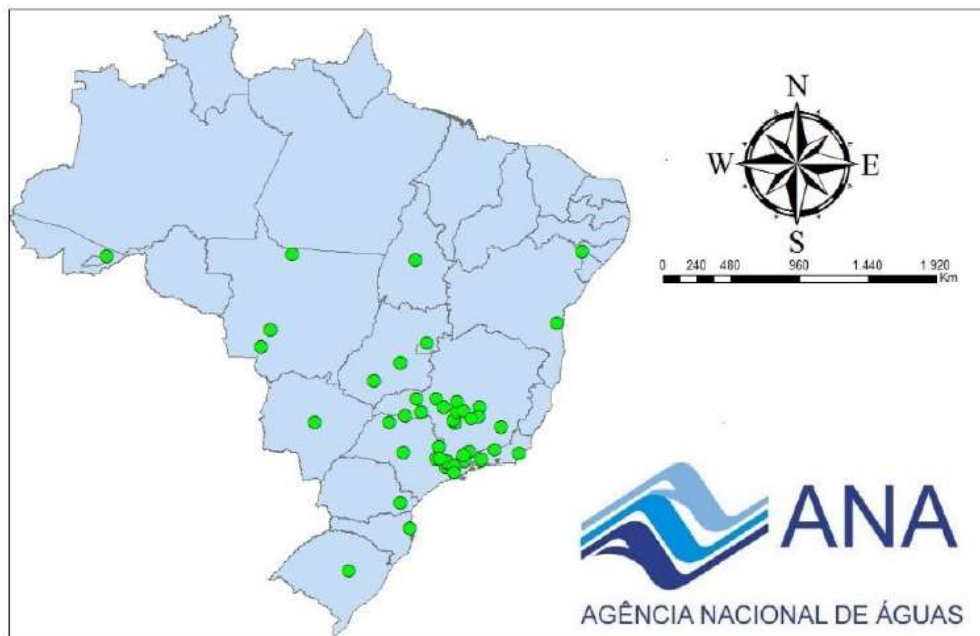 N
W E
S
0 240 480 960 1 440 1 920
Km
ANA
AGÊNCIA NACIONAL DE ÁGUAS